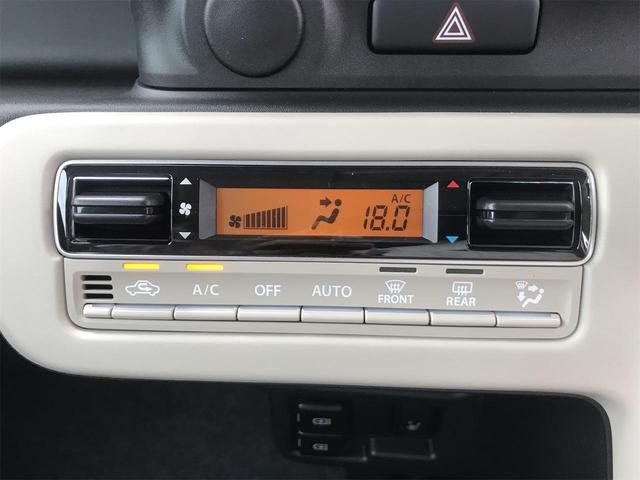 A/C
18.0
A/C OFF AUTO FRONT REAR